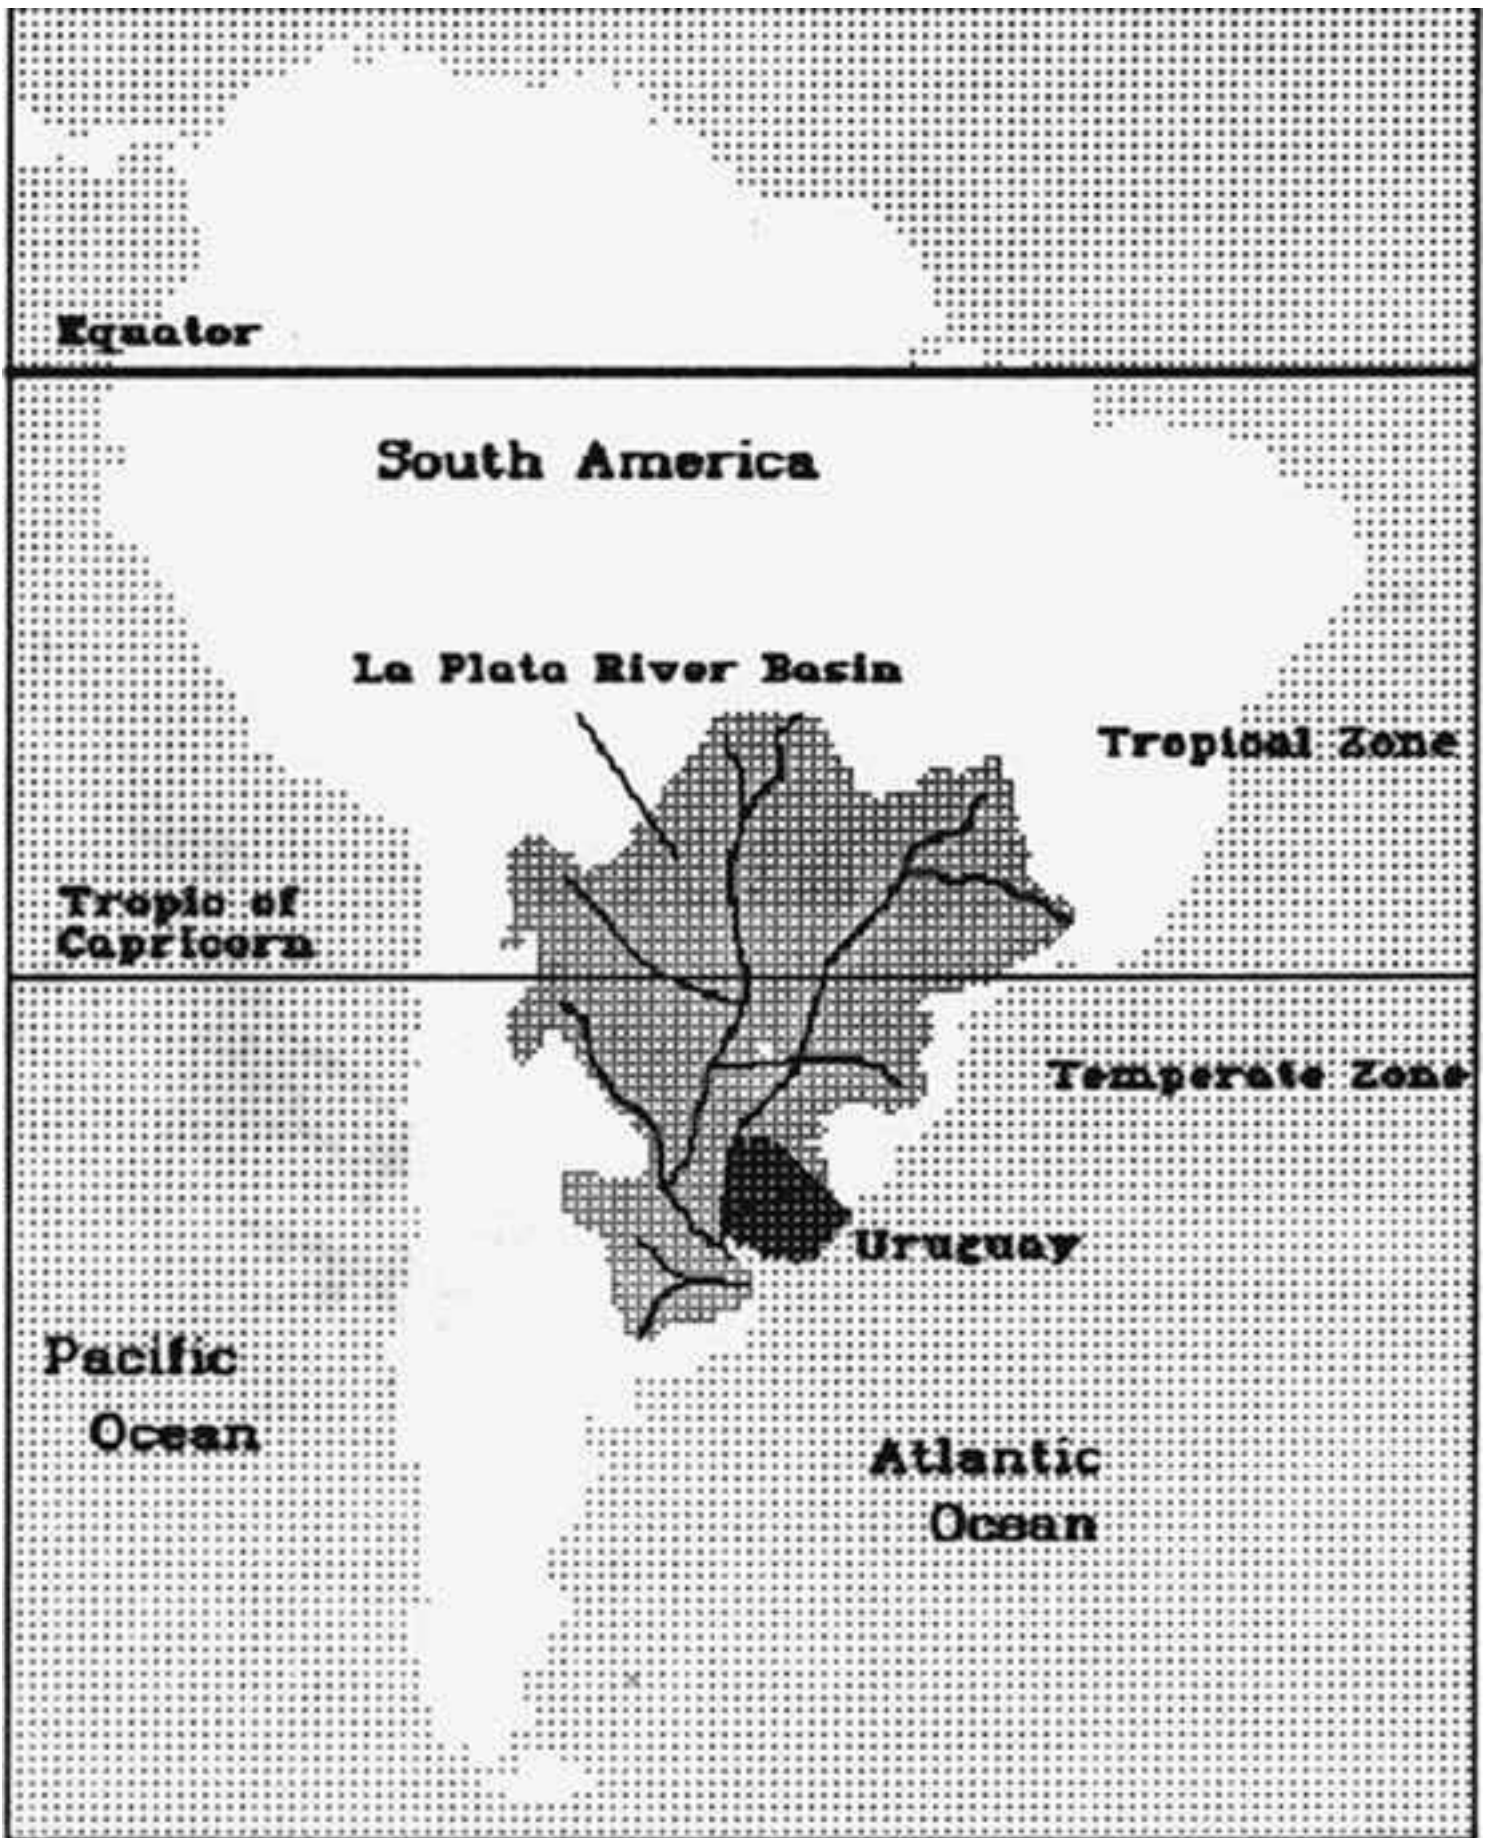 Equator
South America
La Plata River Basin
Tropical Zone
Tropic of
Capricorn
Temperate Zone
Uruguay
Pacific
Ocean
Atlantic
Ocean